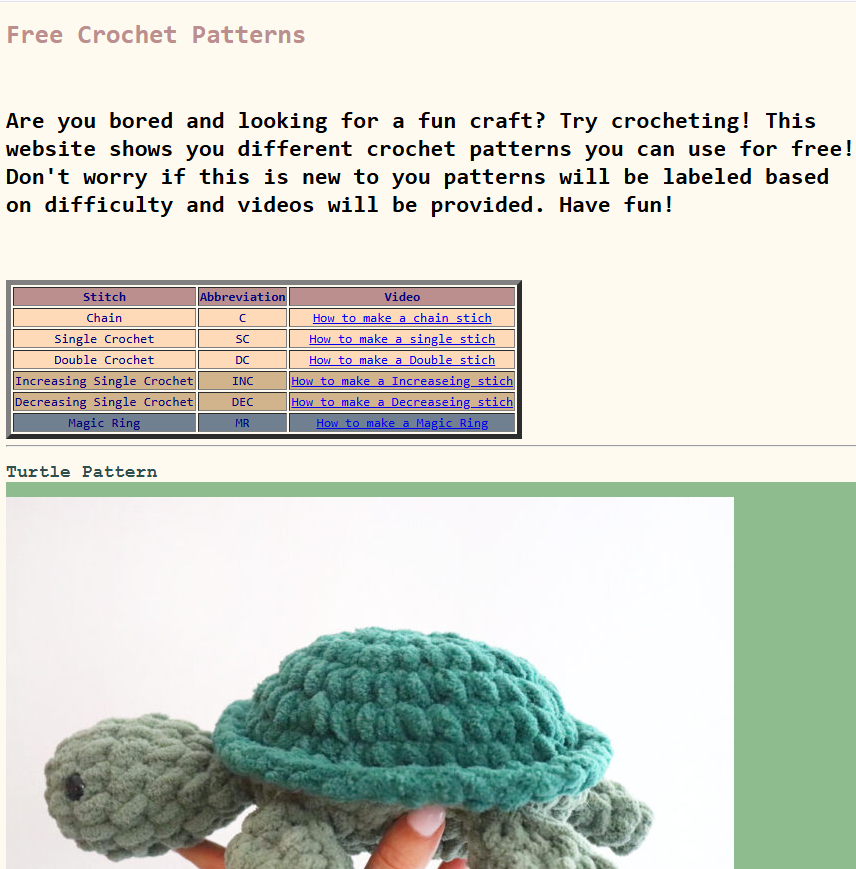 Free Crochet Patterns
Are you bored and looking for a fun craft? Try crocheting! This
website shows you different crochet patterns you can use for free!
Don't worry if this is new to you patterns will be labeled based
on difficulty and videos will be provided. Have fun!
Stitch Abbreviation Video
Chain C How to make a chain stich
Single Crochet SC How to make a single stich
Double Crochet DC How to make a Double stich
Increasing Single Crochet INC How to make a Increaseing stich
Decreasing Single Crochet DEC How to make a Decreaseing stich
Magic Ring MR How to make a Magic Ring
Turtle Pattern